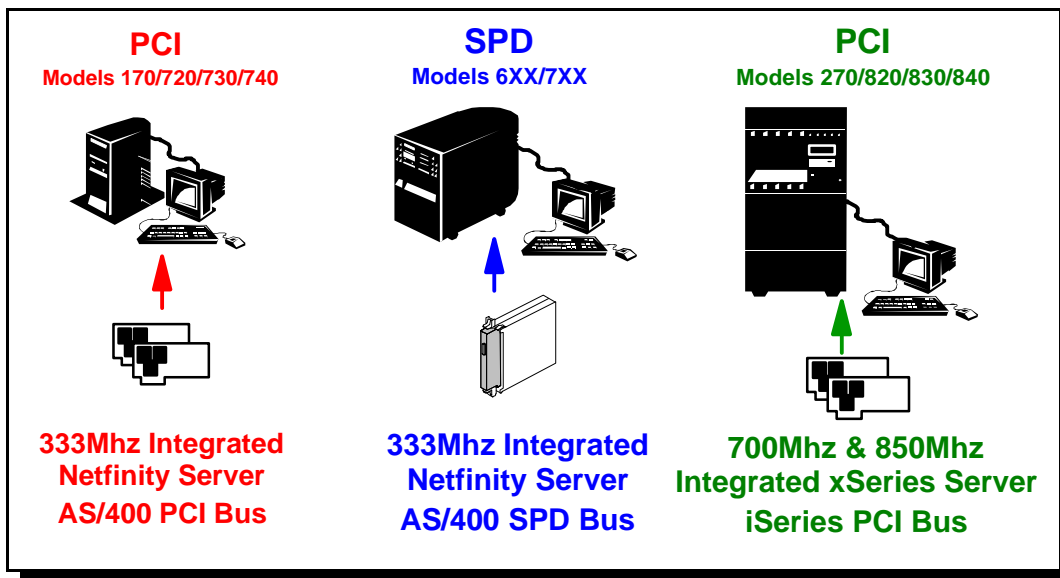 PCI
Models 170/720/730/740
333Mhz Integrated
Netfinity Server
AS/400 PCI Bus
SPD
Models 6XX/7XX
333Mhz Integrated
Netfinity Server
AS/400 SPD Bus
PCI
Models 270/820/830/840
700Mhz & 850Mhz
Integrated xSeries Server
iSeries PCI Bus